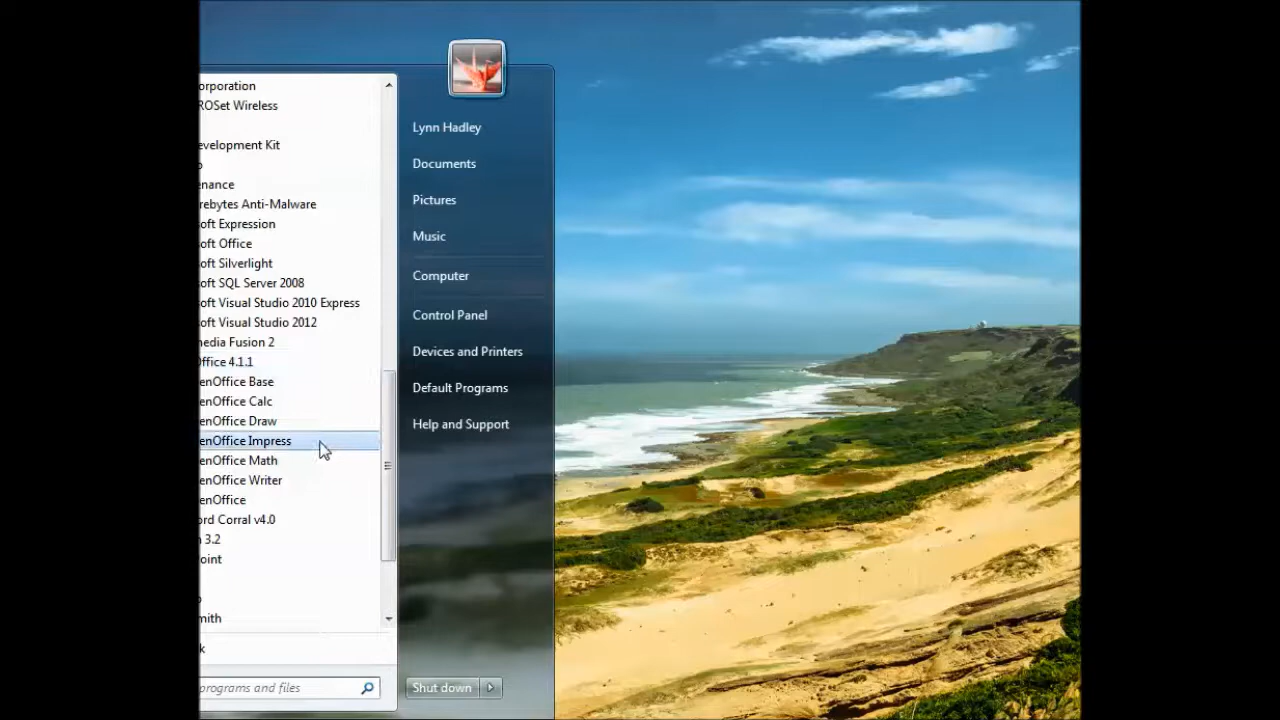 orporation
ROSet Wireless
evelopment Kit
o
enance
rebytes Anti-Malware
oft Expression
oft Office
oft Silverlight
oft SQL Server 2008
oft Visual Studio 2010 Express
oft Visual Studio 2012
nedia Fusion 2
Office 4.1.1
enOffice Base
enOffice Calc
enOffice Draw
enOffice Impress
enOffice Math
enOffice Writer
enOffice
ord Corral v4.0
n 3.2
oint
o
mith
k
programs and files
Lynn Hadley
Documents
Pictures
Music
Computer
Control Panel
Devices and Printers
Default Programs
Help and Support
Shut down